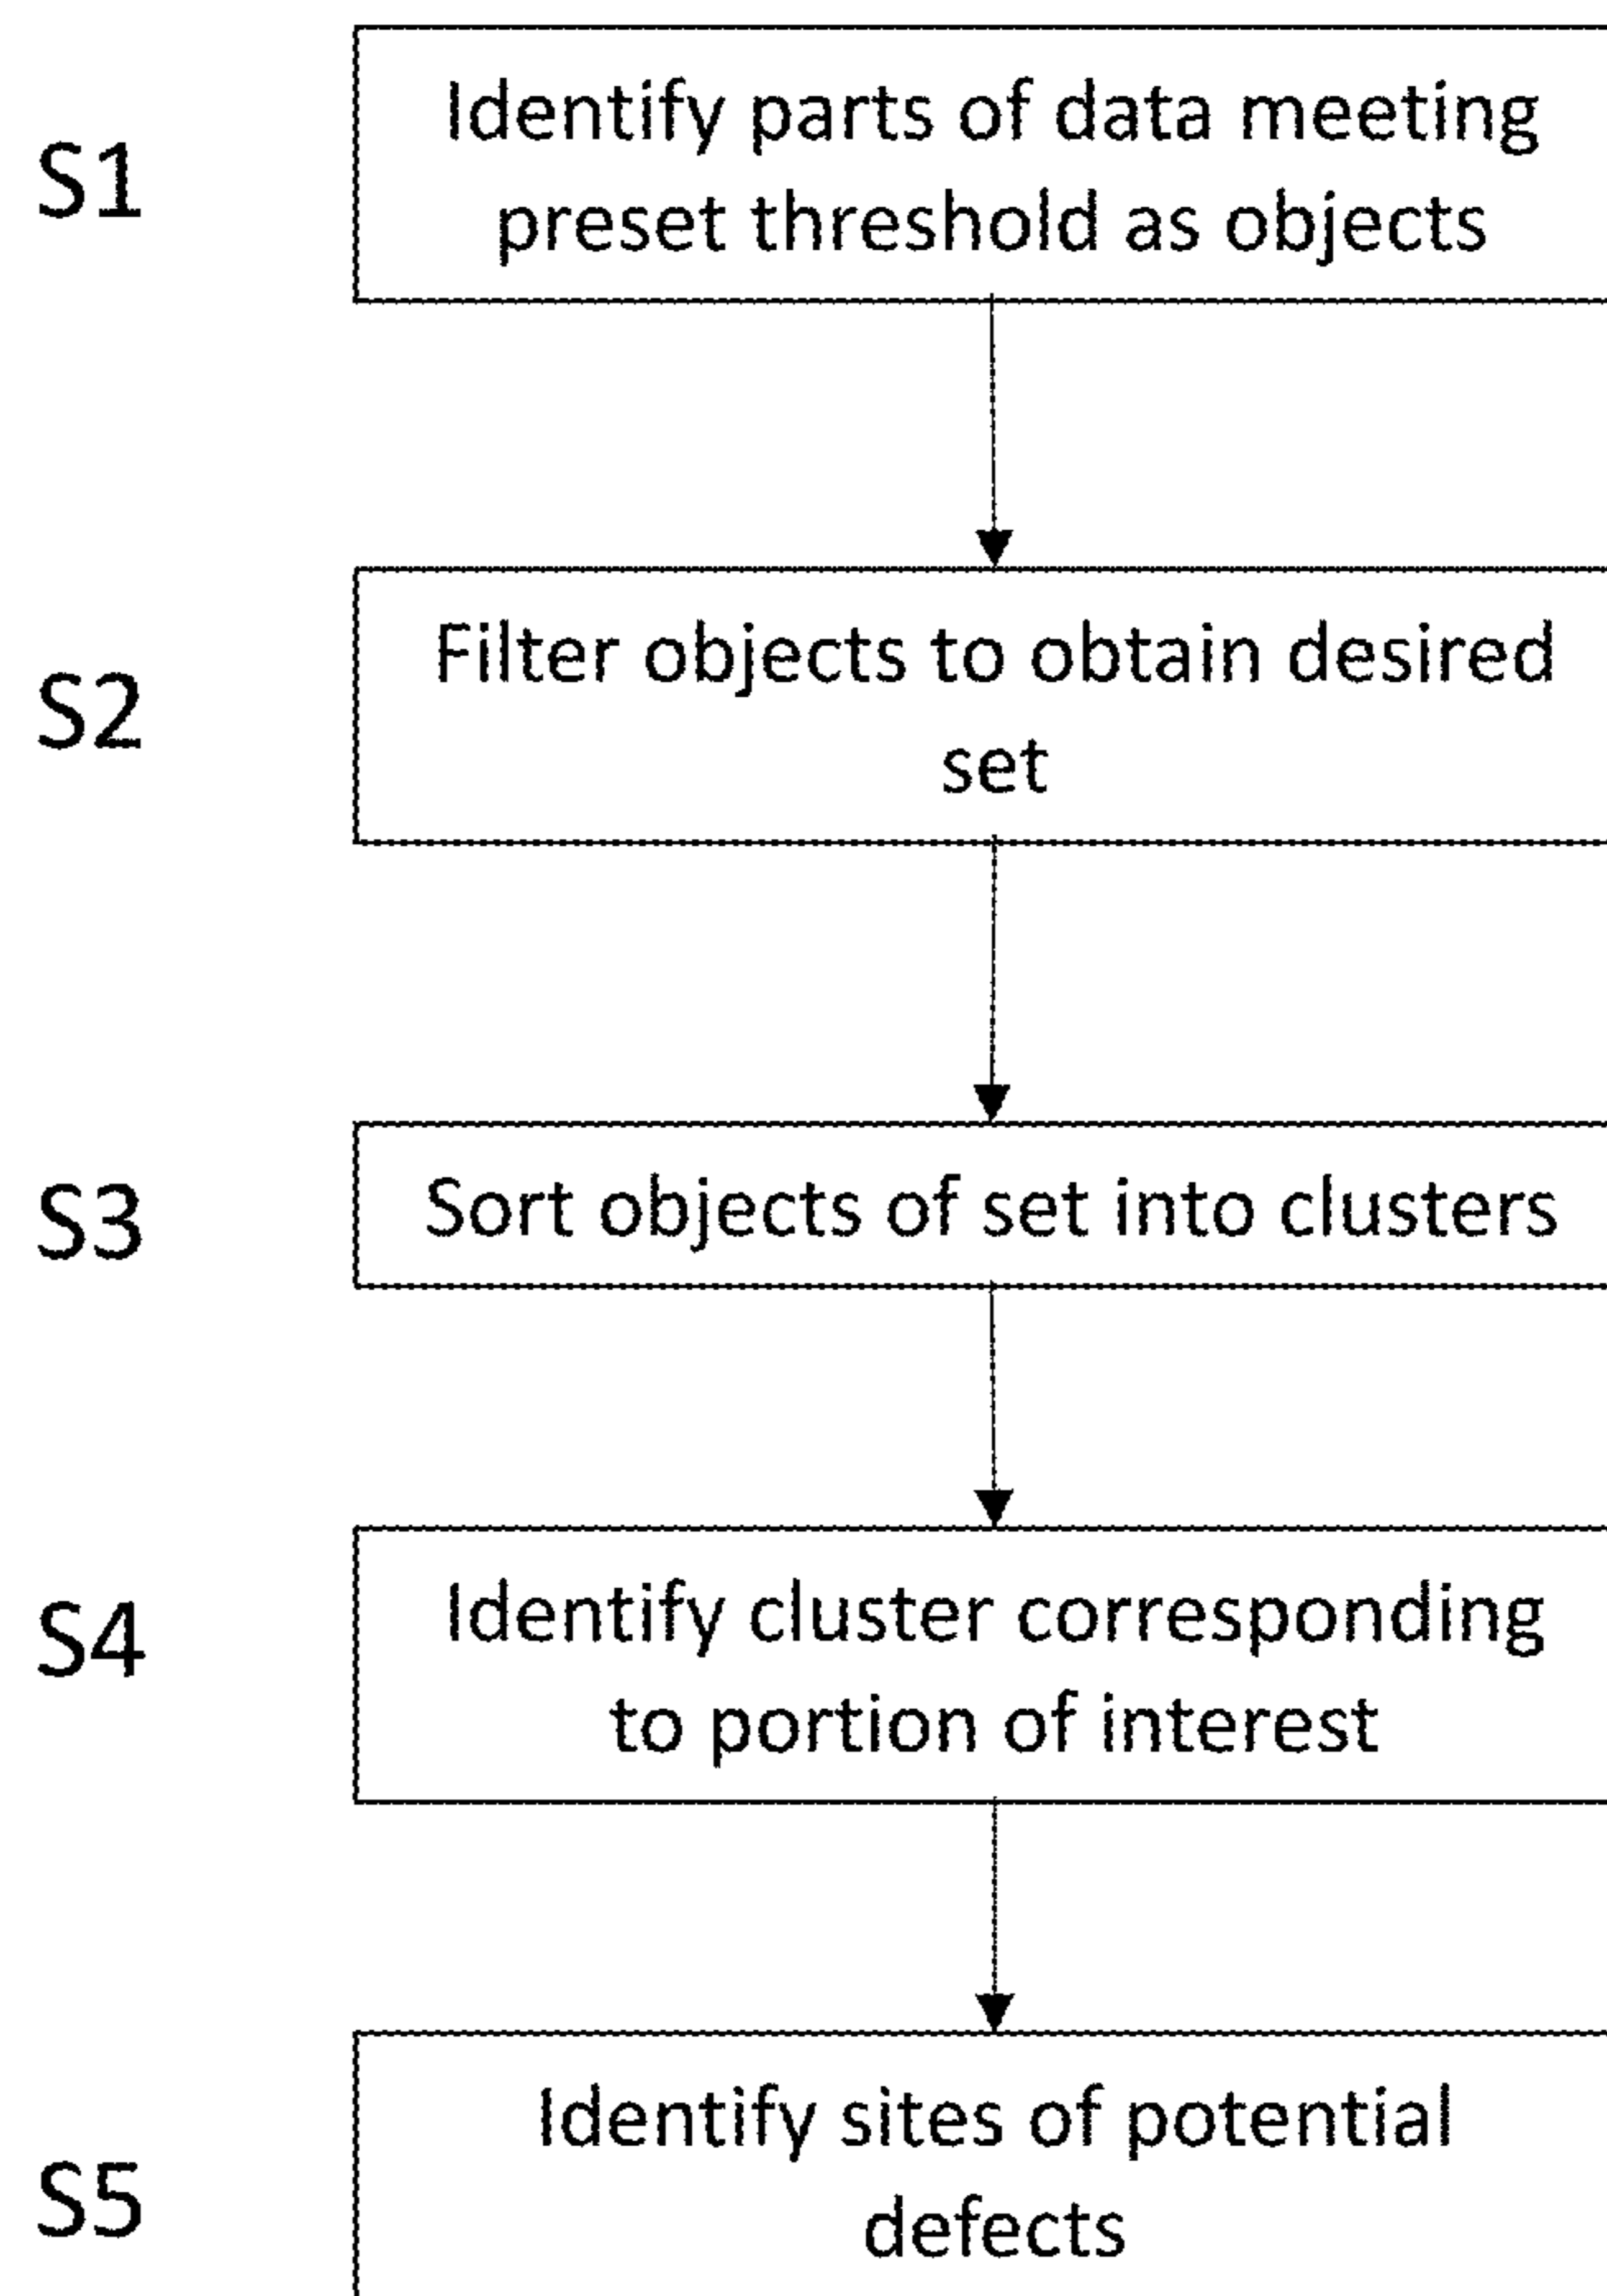 S1
Identify parts of data meeting
preset threshold as objects
S2
Filter objects to obtain desired
set
S3
Sort objects of set into clusters
S4
Identify cluster corresponding
to portion of interest
S5
Identify sites of potential
defects